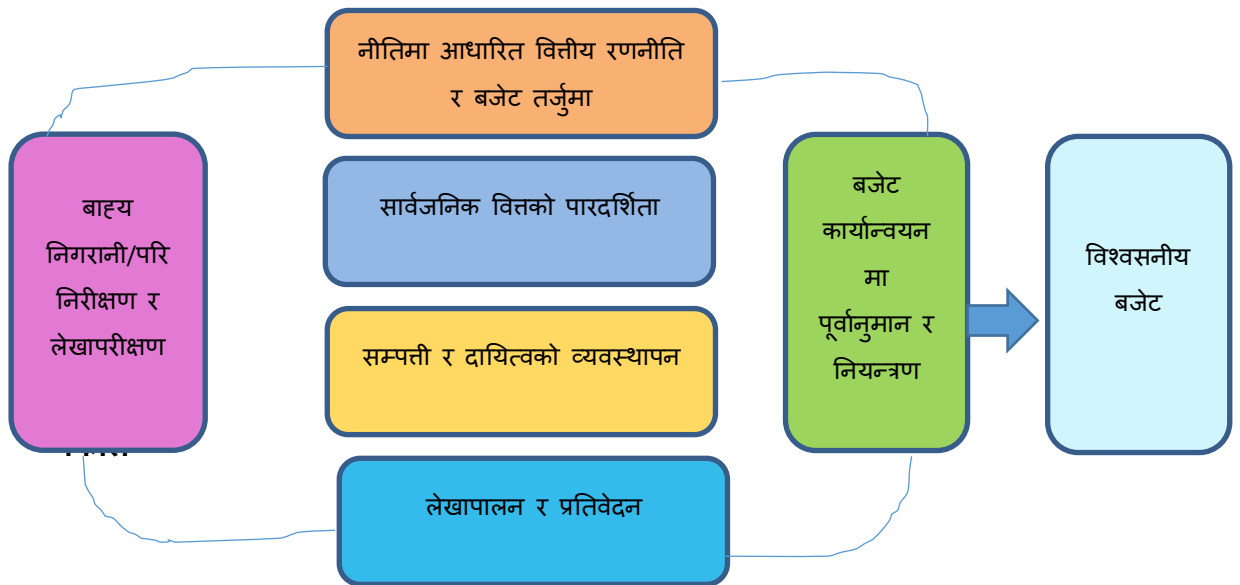 नीतिमा आधारित वित्तीय रणनीति
र बजेट तर्जुमा
बाह्य
निगरानी/परि
निरीक्षण र
लेखापरीक्षण
सार्वजनिक वित्तको पारदर्शिता
सम्पत्ती र दायित्वको व्यवस्थापन
लेखापालन र प्रतिवेदन
बजेट
कार्यान्वयन
मा
पूर्वानुमान र
नियन्त्रण
विश्वसनीय
बजेट